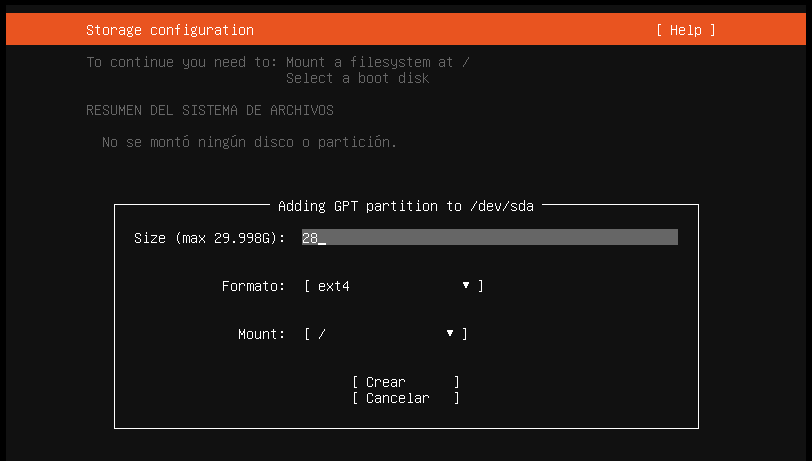 Storage configuration [ Help ]
To continue you need to: Mount a filesystem at /
Select a boot disk
RESUMEN DEL SISTEMA DE ARCHIVOS
No se montó ningún disco o partición.
Adding GPT partition to /dev/sda
Size (max 29.998G): 28_
Formato: [ ext4 ▼ ]
Mount: [ / ▼ ]
[ Crear ]
[ Cancelar ]